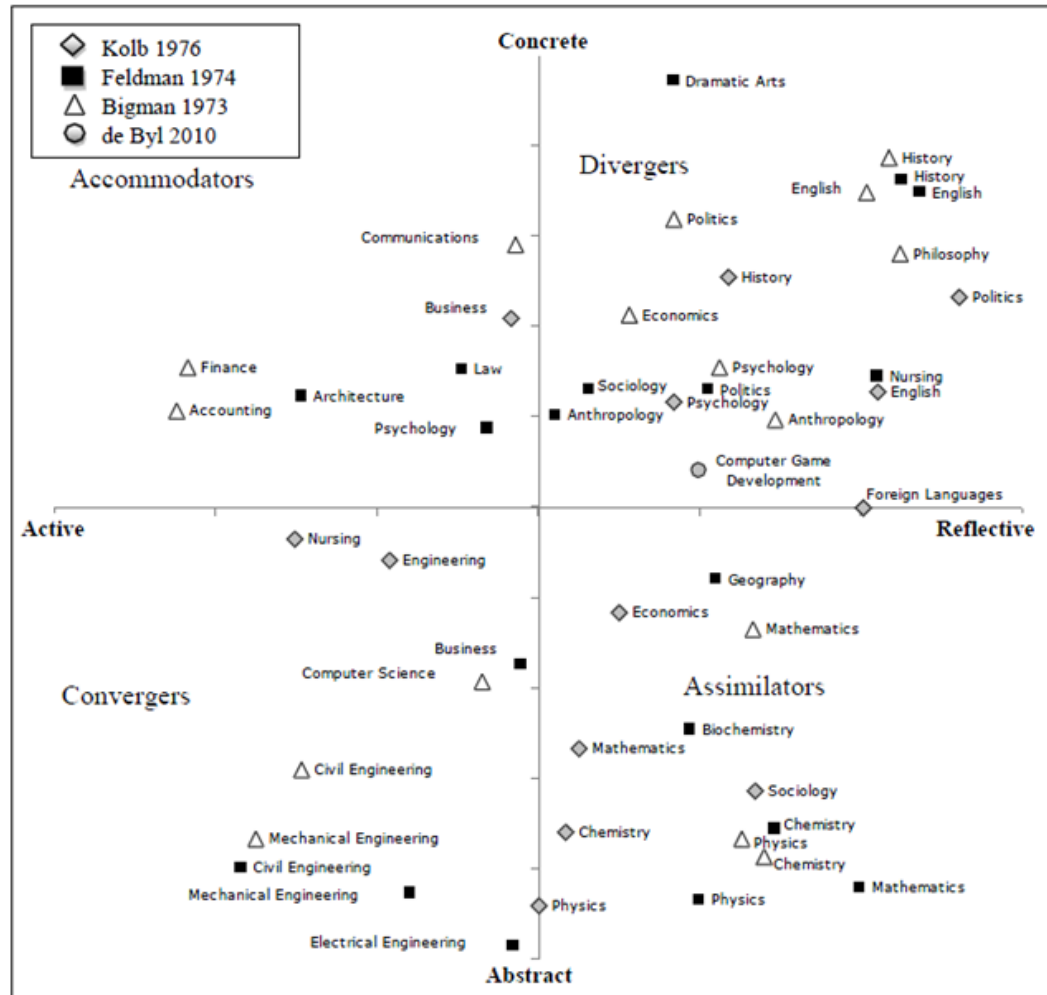 Kolb 1976
Feldman 1974
Bigman 1973
de Byl 2010
Concrete
Dramatic Arts
Accommodators
Divergers
History
History
English
English
Politics
Communications
Philosophy
History
Politics
Business
Economics
Finance
Law
Psychology
Nursing
Sociology
Politics
Architecture
English
Psychology
Accounting
Anthropology
Anthropology
Psychology
Computer Game
Development
Foreign Languages
Active
Reflective
Nursing
Engineering
Geography
Economics
Mathematics
Business
Computer Science
Convergers
Assimilators
Biochemistry
Mathematics
Civil Engineering
Sociology
Chemistry
Chemistry
Mechanical Engineering
Physics
Chemistry
Civil Engineering
Mechanical Engineering
Mathematics
Physics
Physics
Electrical Engineering
Abstract